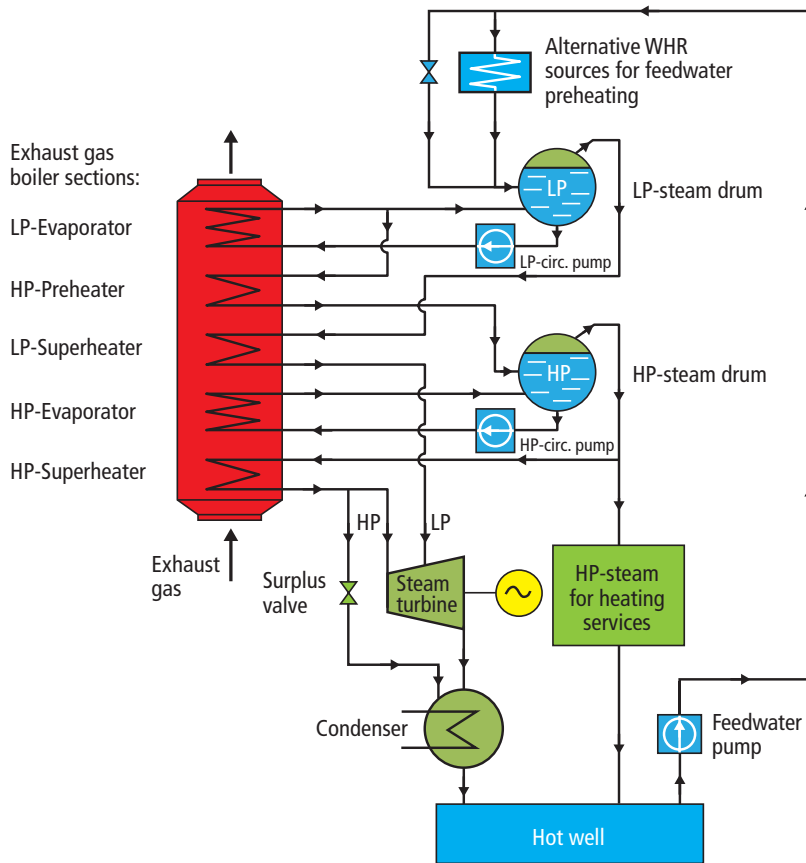 Alternative WHR
sources for feedwater
preheating
Exhaust gas
boiler sections:
LP
LP-steam drum
LP-Evaporator
LP-circ. pump
HP-Preheater
LP-Superheater
HP
HP-steam drum
HP-Evaporator
HP-circ. pump
HP-Superheater
HP
LP
Exhaust
gas
Surplus
valve
Steam
turbine
HP-steam
for heating
services
Condenser
Feedwater
pump
Hot well